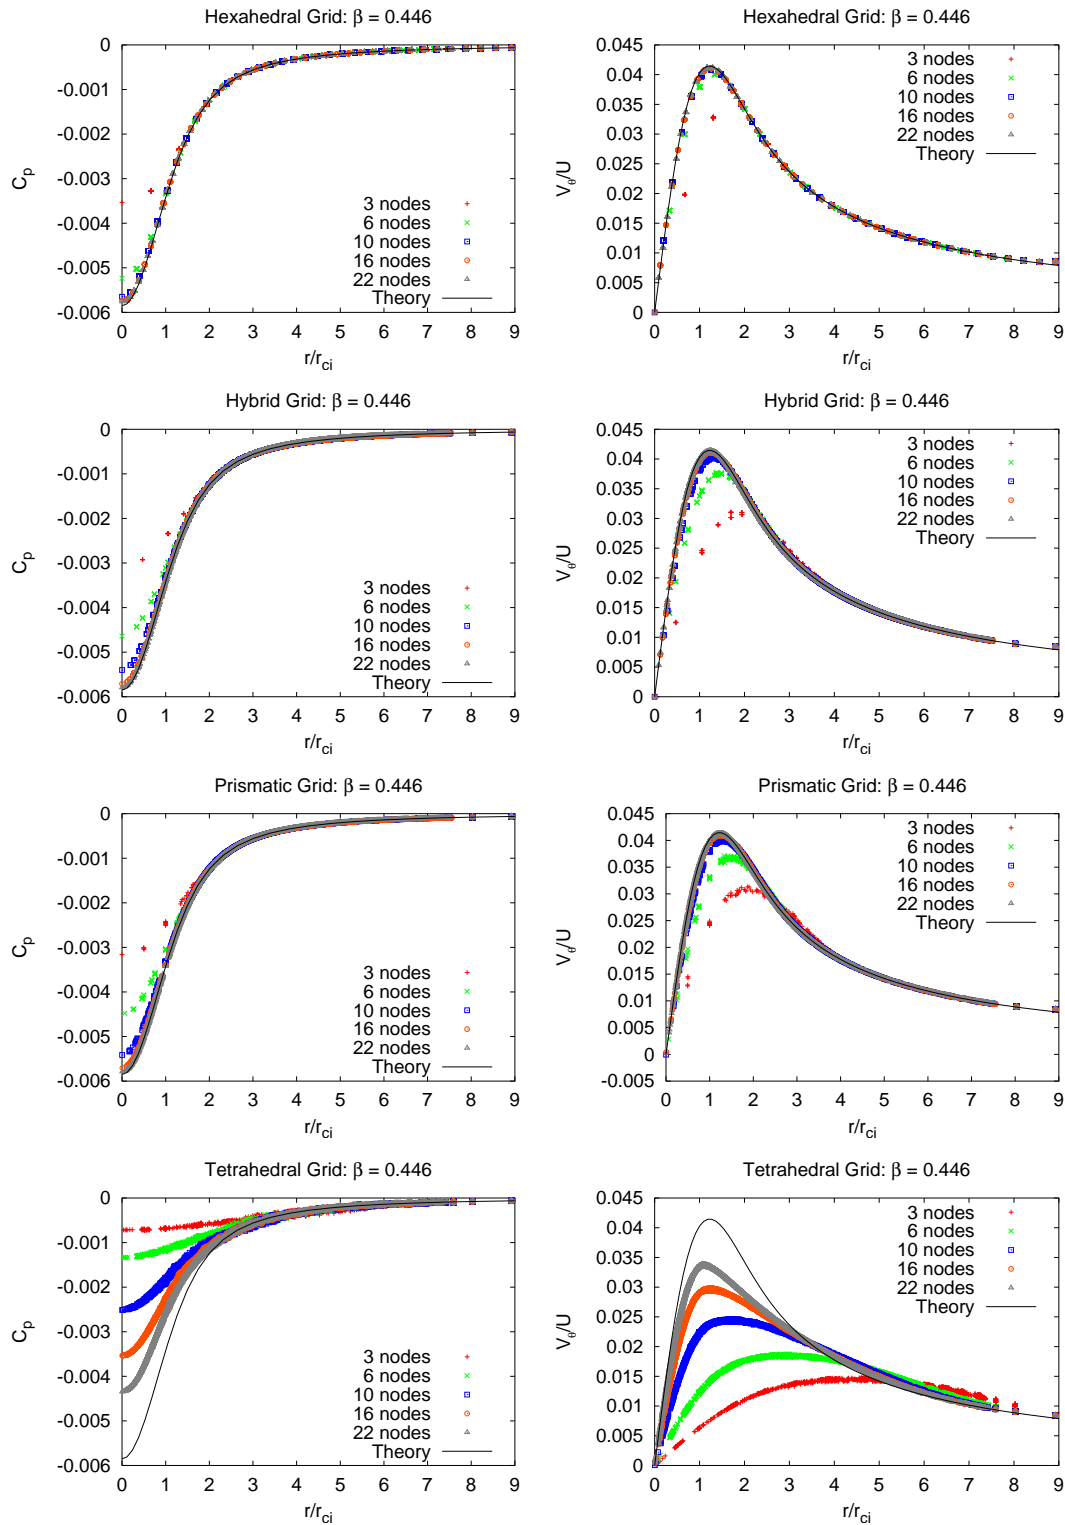 Hexahedral Grid: β = 0.446
0
-0.001
-0.002
-0.003
-0.004
-0.005
-0.006
C_p
3 nodes
6 nodes
10 nodes
16 nodes
22 nodes
Theory
0 1 2 3 4 5 6 7 8 9
r/r_ci
Hexahedral Grid: β = 0.446
0.045
0.04
0.035
0.03
0.025
0.02
0.015
0.01
0.005
0
V_θ/U
3 nodes
6 nodes
10 nodes
16 nodes
22 nodes
Theory
0 1 2 3 4 5 6 7 8 9
r/r_ci
Hybrid Grid: β = 0.446
0
-0.001
-0.002
-0.003
-0.004
-0.005
-0.006
C_p
3 nodes
6 nodes
10 nodes
16 nodes
22 nodes
Theory
0 1 2 3 4 5 6 7 8 9
r/r_ci
Hybrid Grid: β = 0.446
0.045
0.04
0.035
0.03
0.025
0.02
0.015
0.01
0.005
0
V_θ/U
3 nodes
6 nodes
10 nodes
16 nodes
22 nodes
Theory
0 1 2 3 4 5 6 7 8 9
r/r_ci
Prismatic Grid: β = 0.446
0
-0.001
-0.002
-0.003
-0.004
-0.005
-0.006
C_p
3 nodes
6 nodes
10 nodes
16 nodes
22 nodes
Theory
0 1 2 3 4 5 6 7 8 9
r/r_ci
Prismatic Grid: β = 0.446
0.045
0.04
0.035
0.03
0.025
0.02
0.015
0.01
0.005
0
-0.005
V_θ/U
3 nodes
6 nodes
10 nodes
16 nodes
22 nodes
Theory
0 1 2 3 4 5 6 7 8 9
r/r_ci
Tetrahedral Grid: β = 0.446
0
-0.001
-0.002
-0.003
-0.004
-0.005
-0.006
C_p
3 nodes
6 nodes
10 nodes
16 nodes
22 nodes
Theory
0 1 2 3 4 5 6 7 8 9
r/r_ci
Tetrahedral Grid: β = 0.446
0.045
0.04
0.035
0.03
0.025
0.02
0.015
0.01
0.005
0
V_θ/U
3 nodes
6 nodes
10 nodes
16 nodes
22 nodes
Theory
0 1 2 3 4 5 6 7 8 9
r/r_ci